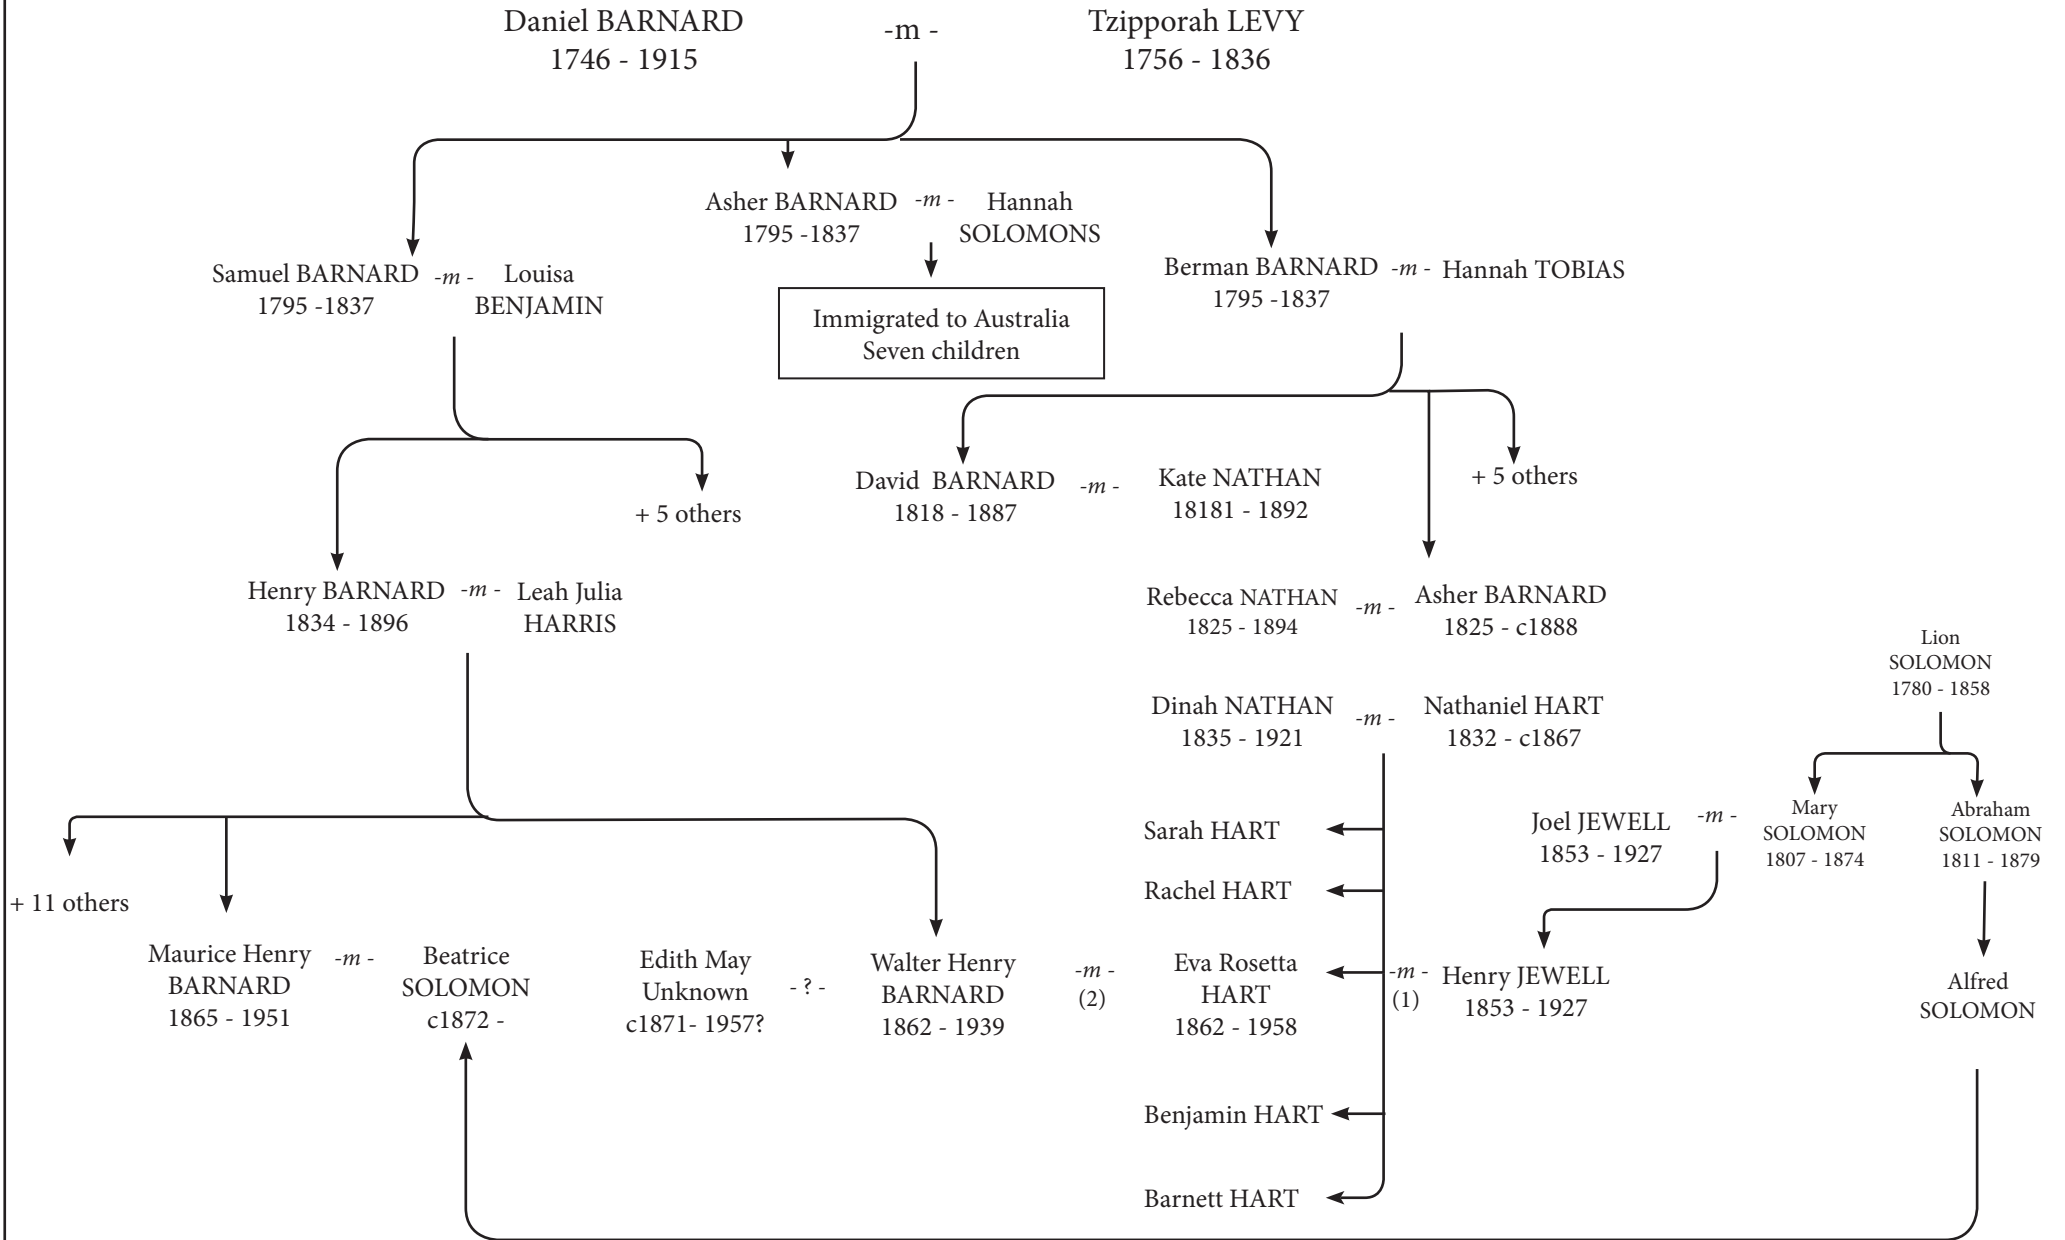 Daniel BARNARD
1746 - 1915
-m -
Tzipporah LEVY
1756 - 1836
Asher BARNARD
1795 -1837
-m -
Hannah
SOLOMONS
Immigrated to Australia
Seven children
Samuel BARNARD
1795 -1837
-m -
Louisa
BENJAMIN
Berman BARNARD
1795 -1837
-m -
Hannah TOBIAS
+ 5 others
David BARNARD
1818 - 1887
-m -
Kate NATHAN
18181 - 1892
+ 5 others
Henry BARNARD
1834 - 1896
-m -
Leah Julia
HARRIS
Rebecca NATHAN
1825 - 1894
-m -
Asher BARNARD
1825 - c1888
Lion
SOLOMON
1780 - 1858
Dinah NATHAN
1835 - 1921
-m -
Nathaniel HART
1832 - c1867
Sarah HART
Rachel HART
Joel JEWELL
1853 - 1927
-m -
Mary
SOLOMON
1807 - 1874
Abraham
SOLOMON
1811 - 1879
+ 11 others
Maurice Henry
BARNARD
1865 - 1951
-m -
Beatrice
SOLOMON
c1872 -
Edith May
Unknown
c1871- 1957?
- ? -
Walter Henry
BARNARD
1862 - 1939
-m -
(2)
Eva Rosetta
HART
1862 - 1958
-m -
(1)
Henry JEWELL
1853 - 1927
Alfred
SOLOMON
Benjamin HART
Barnett HART